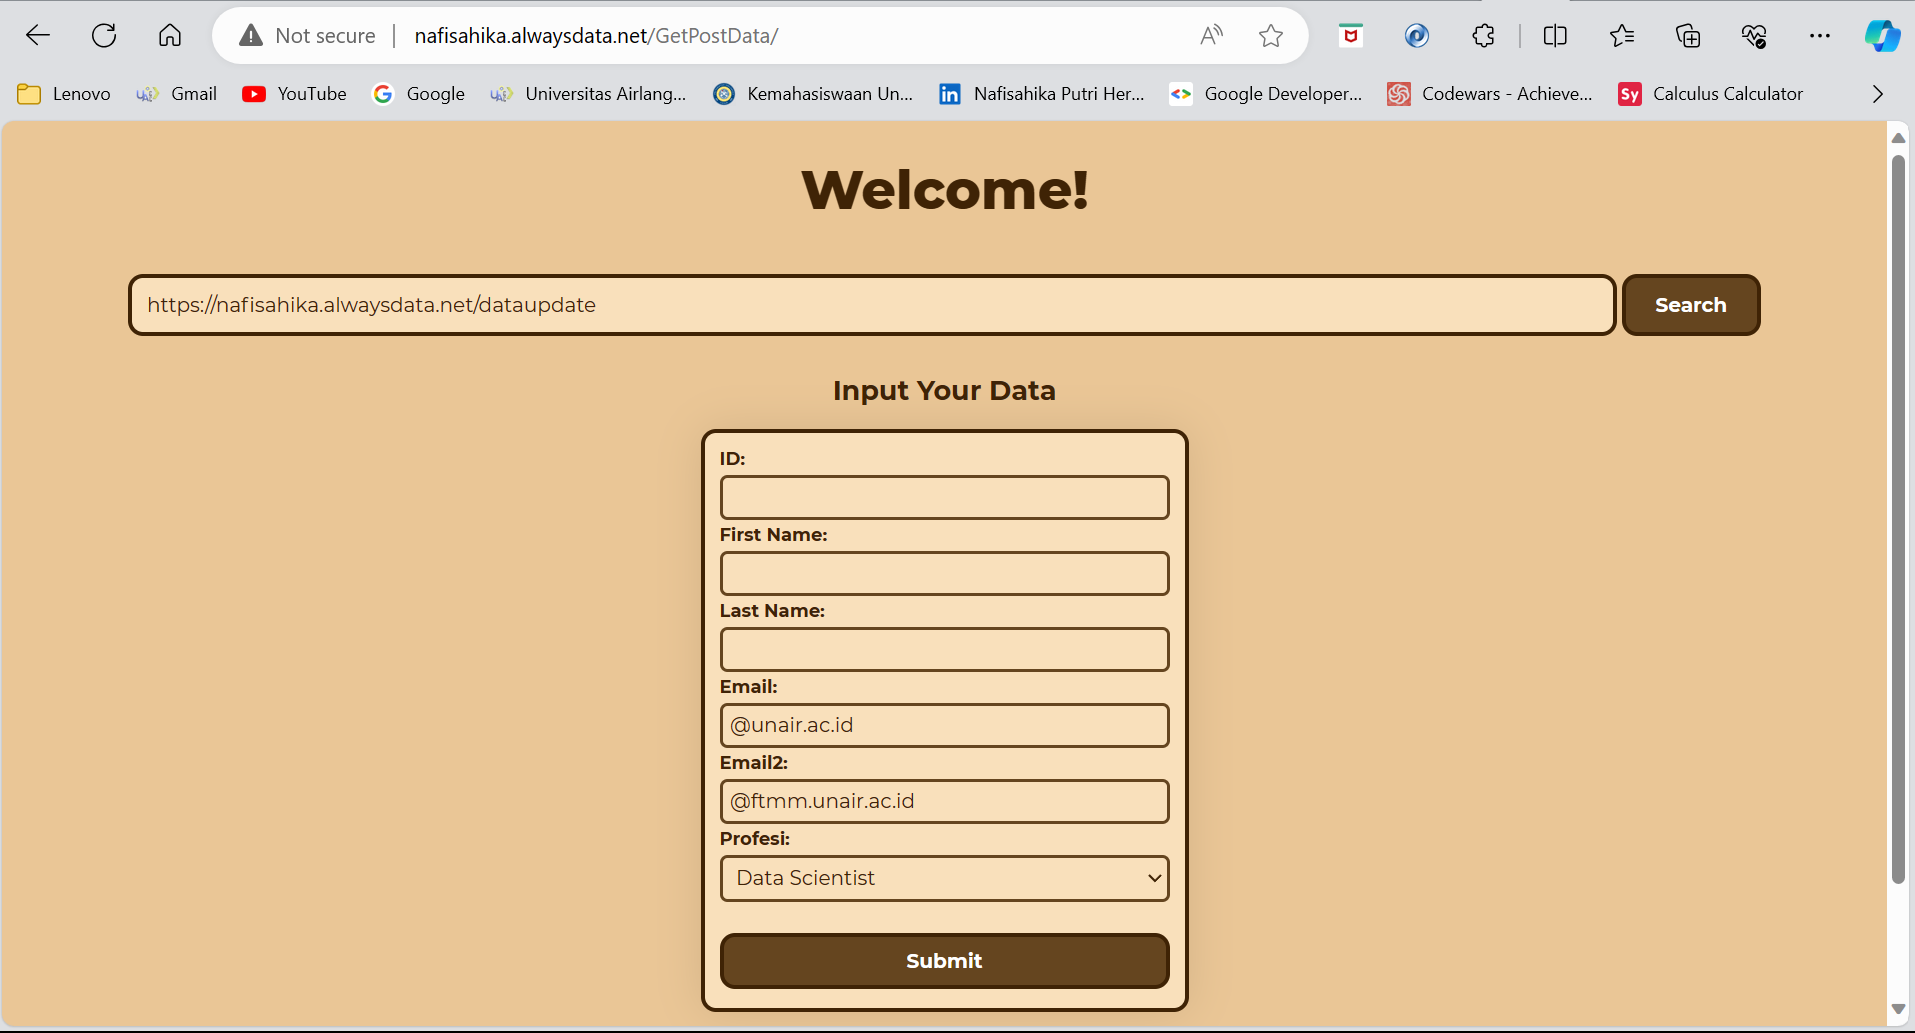 Not secure | nafisahika.alwaysdata.net/GetPostData/
Lenovo Gmail YouTube Google Universitas Airlang... Kemahasiswaan Un... in Nafisahika Putri Her... Google Developer... Codewars - Achieve... Sy Calculus Calculator
Welcome!
https://nafisahika.alwaysdata.net/dataupdate Search
Input Your Data
ID:
First Name:
Last Name:
Email:
@unair.ac.id
Email2:
@ftmm.unair.ac.id
Profesi:
Data Scientist
Submit